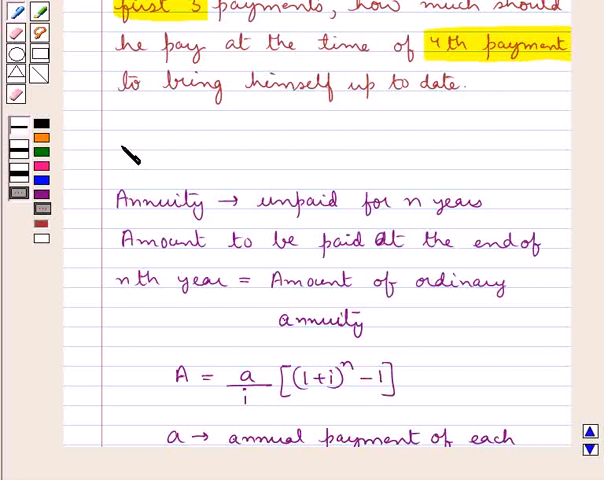 first 3 payments, how much should
he pay at the time of 4th payment
to bring himself up to date.
Annuity → unpaid for n years
Amount to be paid at the end of
nth year = Amount of ordinary
annuity
A = a/i [(1+i)^n - 1]
a → annual payment of each